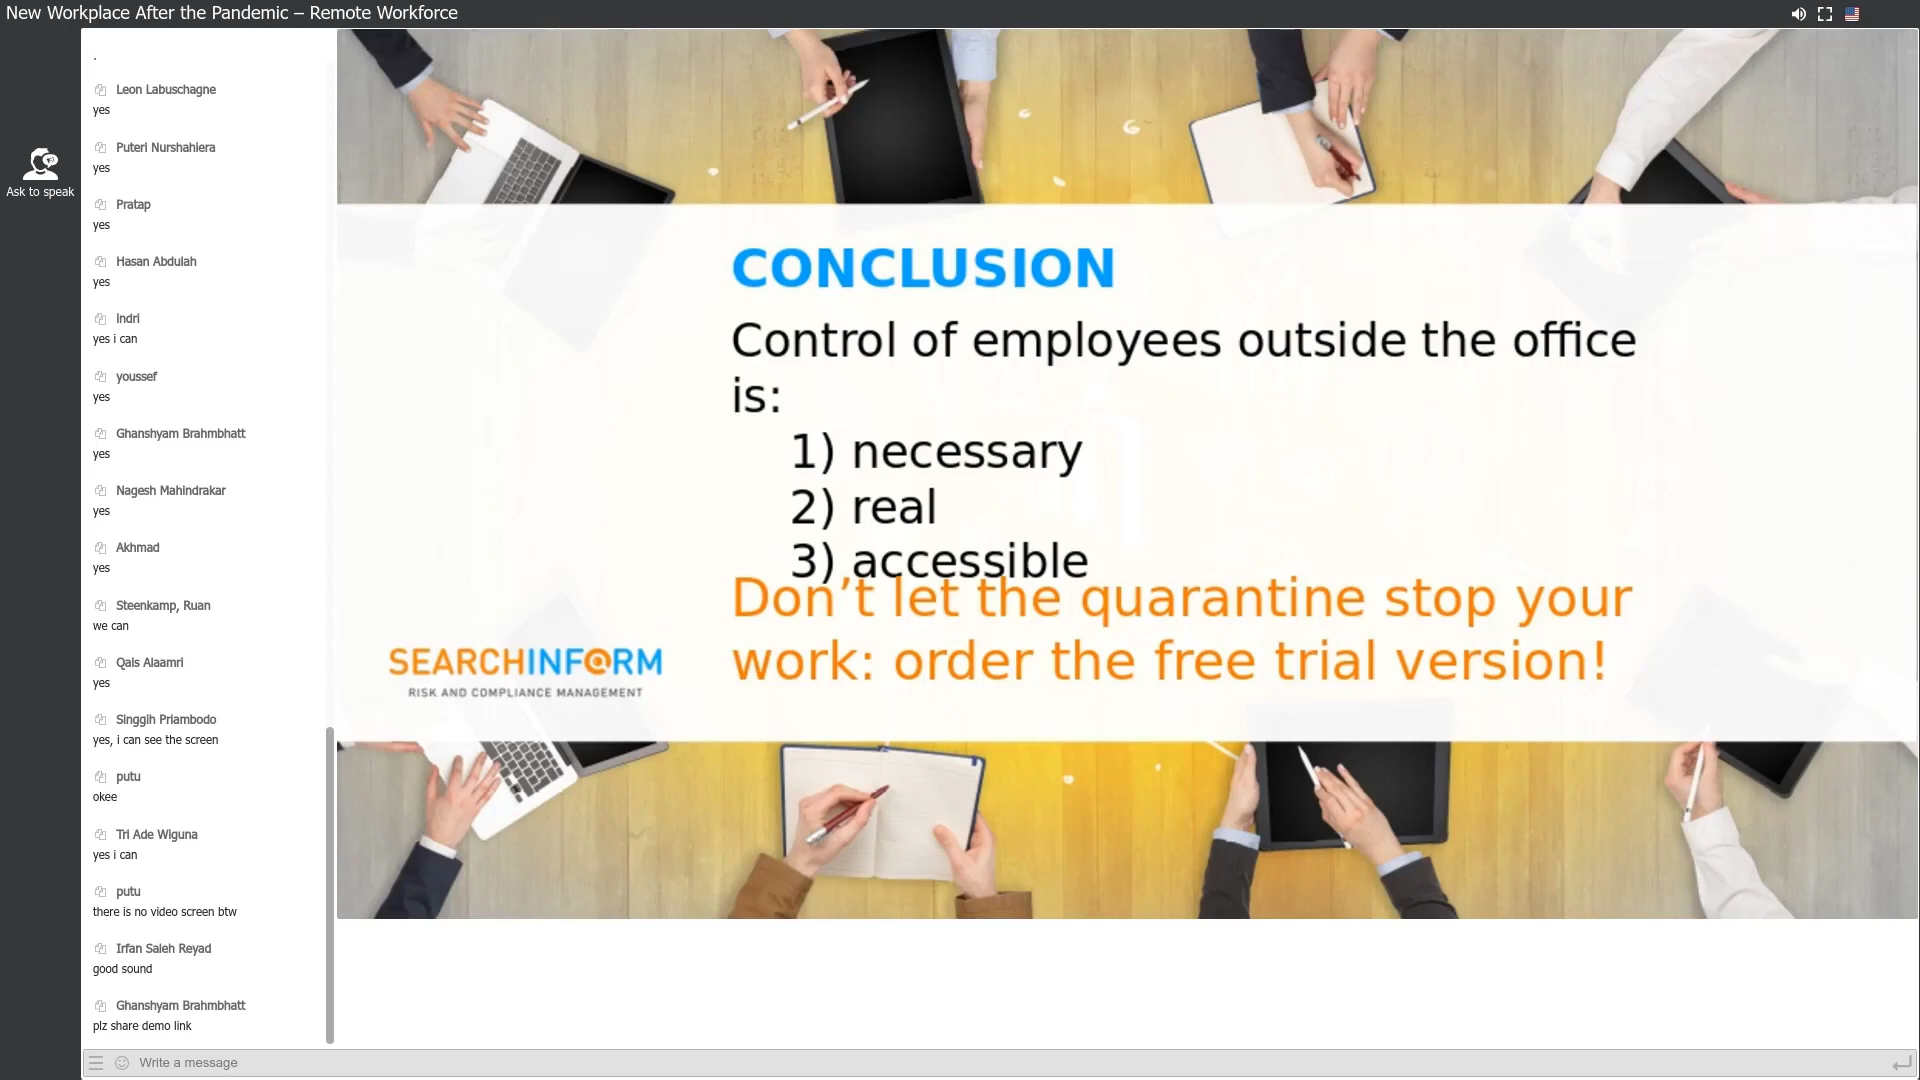 New Workplace After the Pandemic – Remote Workforce
Ask to speak
Leon Labuschagne
yes
Puteri Nurshahiera
yes
Pratap
yes
Hasan Abdulah
yes
indri
yes i can
youssef
yes
Ghanshyam Brahmbhatt
yes
Nagesh Mahindrakar
yes
Akhmad
yes
Steenkamp, Ruan
we can
Qais Alaamri
yes
Singgih Priambodo
yes, i can see the screen
putu
okee
Tri Ade Wiguna
yes i can
putu
there is no video screen btw
Irfan Saleh Reyad
good sound
Ghanshyam Brahmbhatt
plz share demo link
Write a message
CONCLUSION
Control of employees outside the office
is:
1) necessary
2) real
3) accessible
Don’t let the quarantine stop your
work: order the free trial version!
SEARCHINFORM
RISK AND COMPLIANCE MANAGEMENT